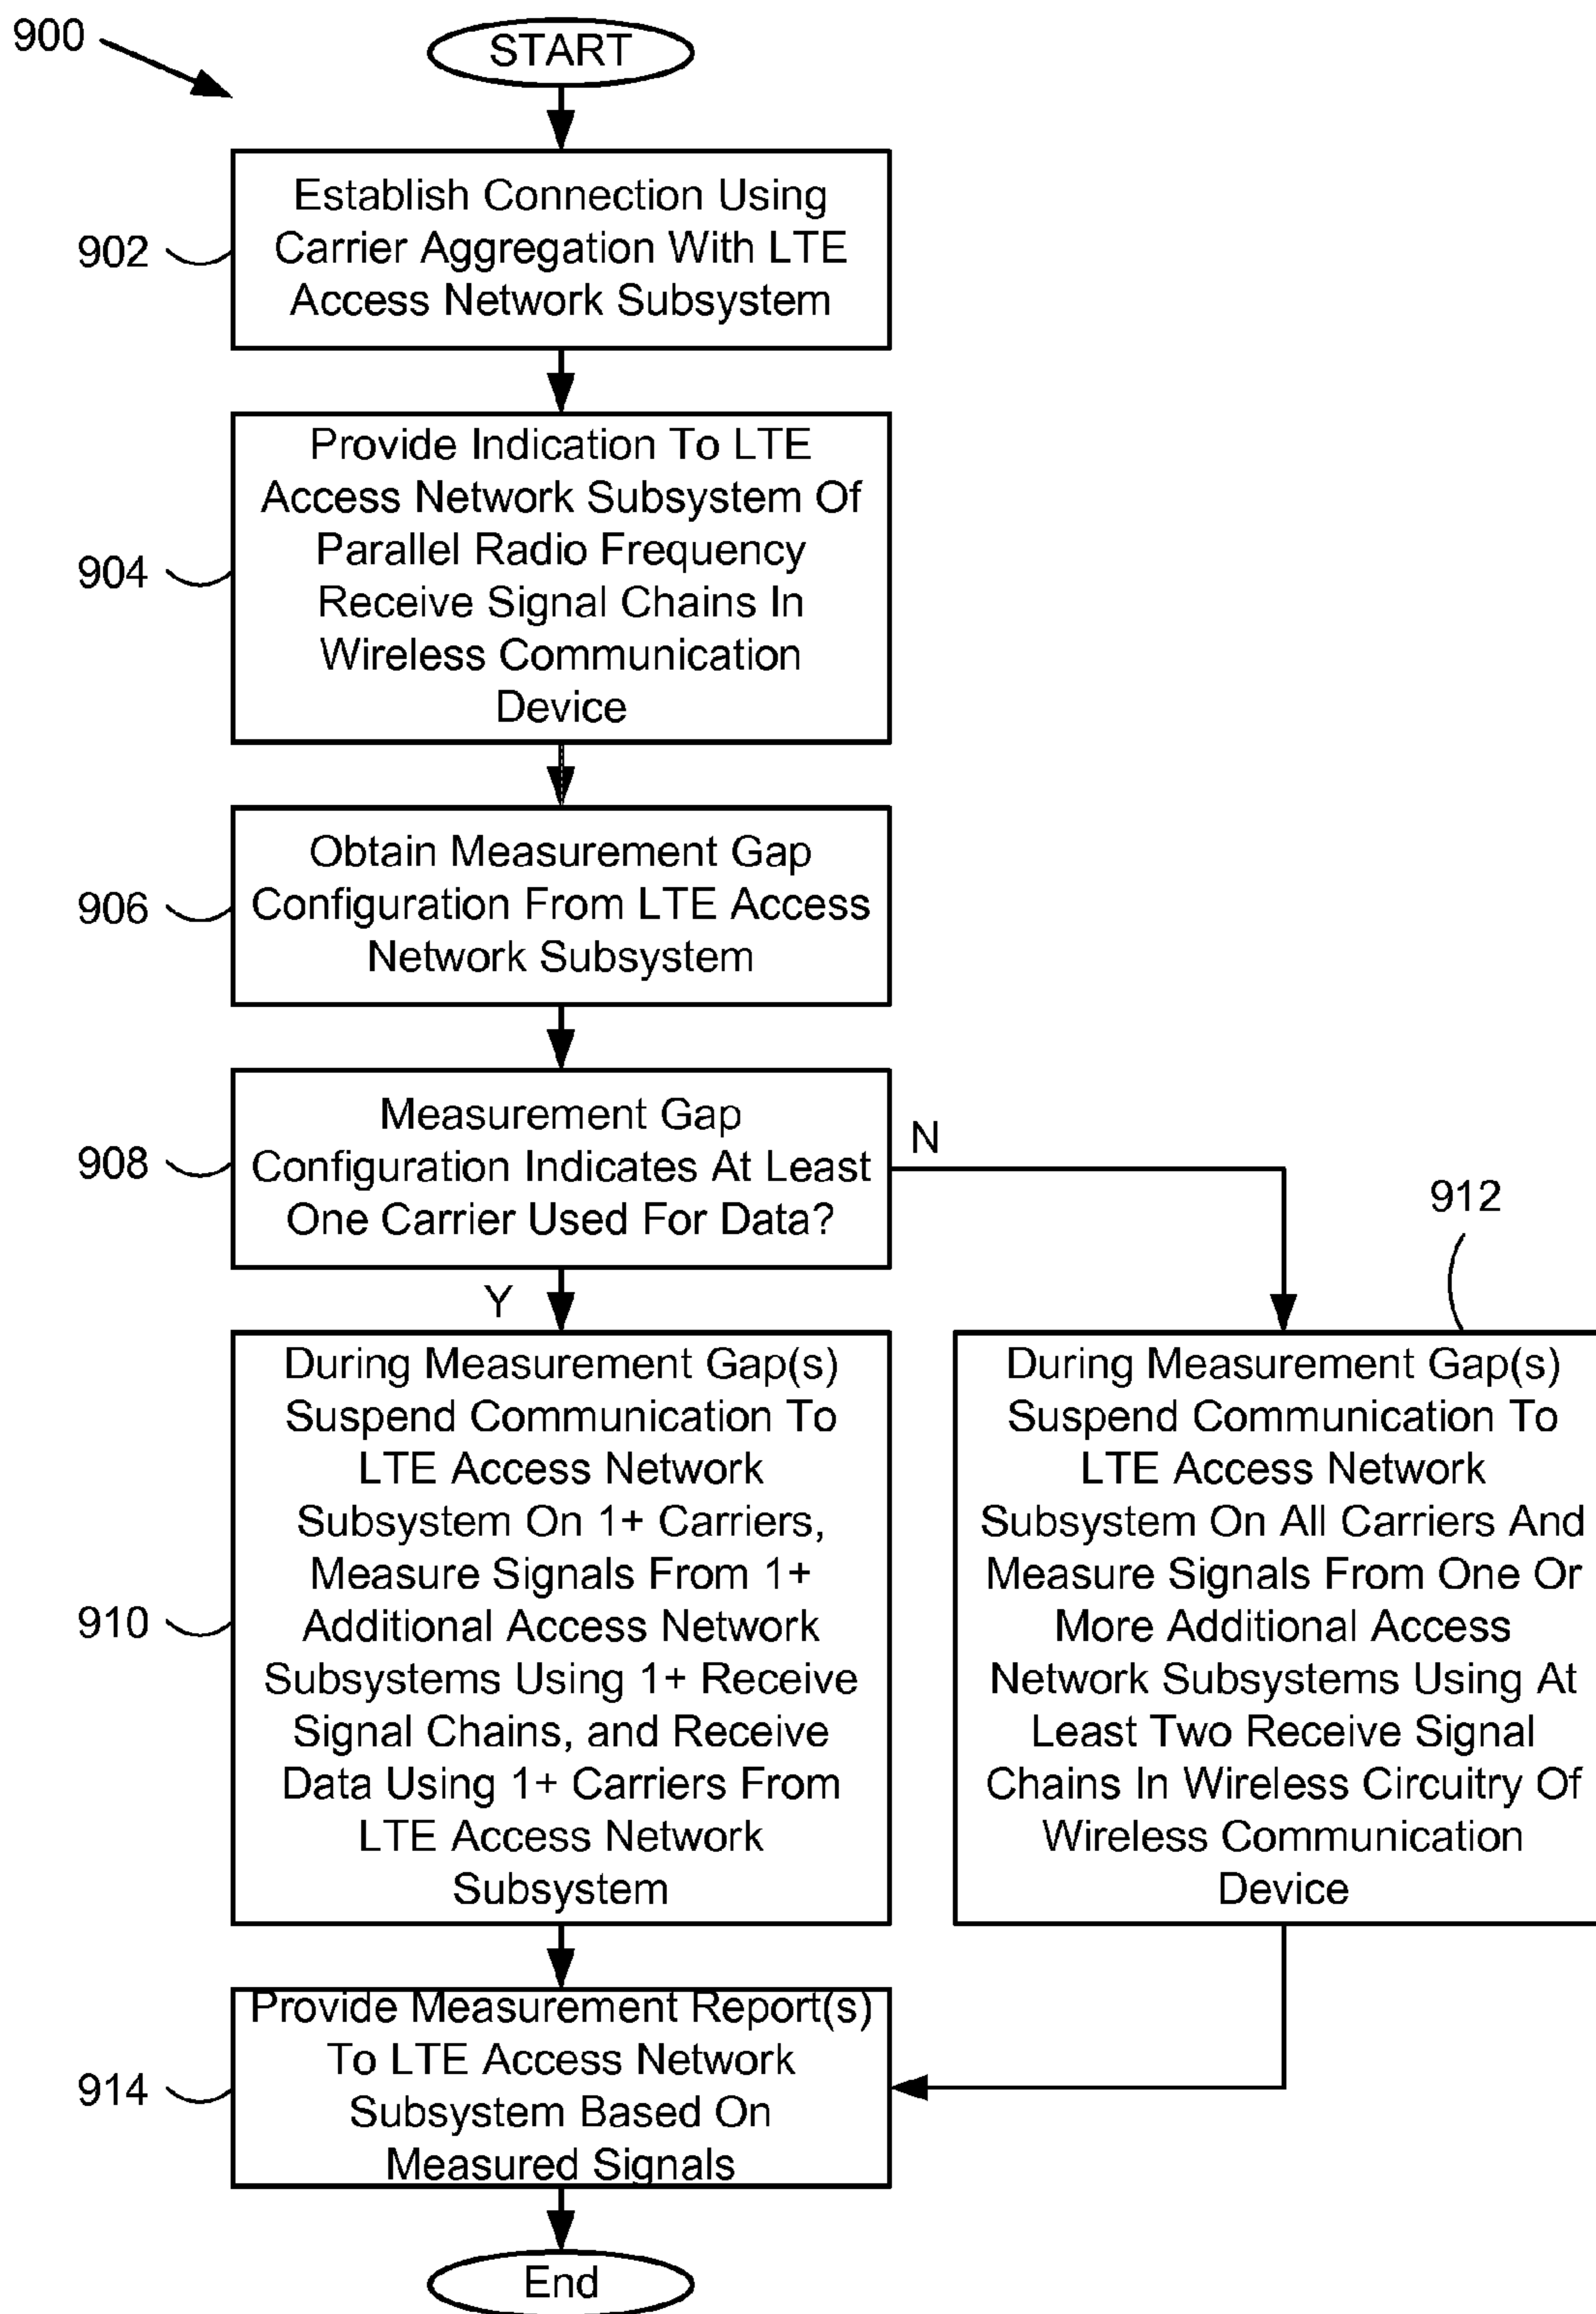 900
START
902
Establish Connection Using
Carrier Aggregation With LTE
Access Network Subsystem
904
Provide Indication To LTE
Access Network Subsystem Of
Parallel Radio Frequency
Receive Signal Chains In
Wireless Communication
Device
906
Obtain Measurement Gap
Configuration From LTE Access
Network Subsystem
908
Measurement Gap
Configuration Indicates At Least
One Carrier Used For Data?
N
Y
910
During Measurement Gap(s)
Suspend Communication To
LTE Access Network
Subsystem On 1+ Carriers,
Measure Signals From 1+
Additional Access Network
Subsystems Using 1+ Receive
Signal Chains, and Receive
Data Using 1+ Carriers From
LTE Access Network
Subsystem
912
During Measurement Gap(s)
Suspend Communication To
LTE Access Network
Subsystem On All Carriers And
Measure Signals From One Or
More Additional Access
Network Subsystems Using At
Least Two Receive Signal
Chains In Wireless Circuitry Of
Wireless Communication
Device
914
Provide Measurement Report(s)
To LTE Access Network
Subsystem Based On
Measured Signals
End